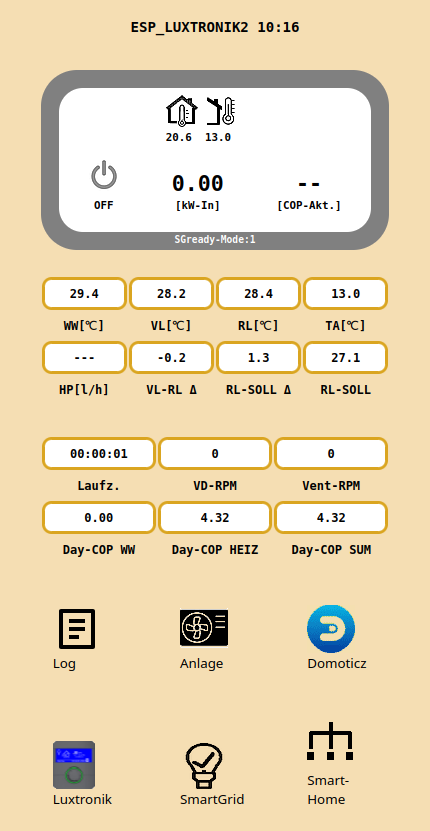 ESP_LUXTRONIK2 10:16
20.6 13.0
0.00 --
OFF [kW-In] [COP-Akt.]
SGready-Mode:1
29.4 28.2 28.4 13.0
WW[℃] VL[℃] RL[℃] TA[℃]
--- -0.2 1.3 27.1
HP[l/h] VL-RL Δ RL-SOLL Δ RL-SOLL
00:00:01 0 0
Laufz. VD-RPM Vent-RPM
0.00 4.32 4.32
Day-COP WW Day-COP HEIZ Day-COP SUM
Log Anlage Domoticz
Luxtronik SmartGrid Smart-
Home